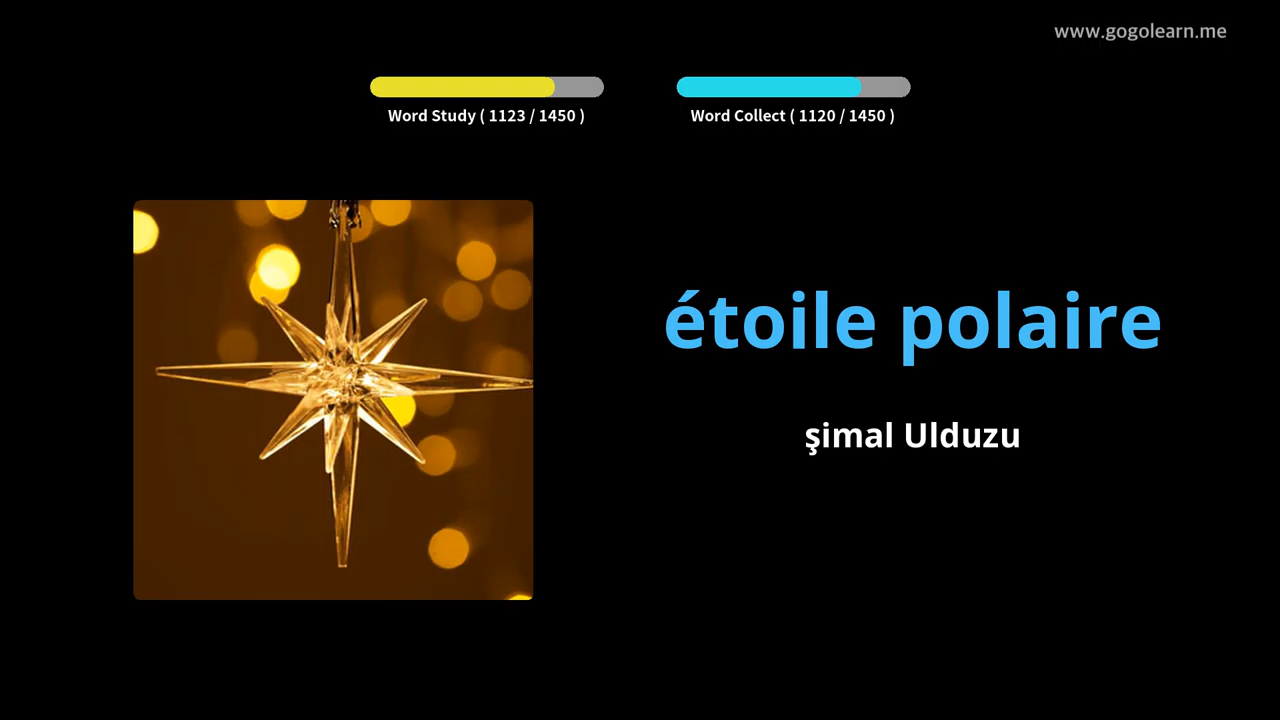 www.gogolearn.me
Word Study ( 1123 / 1450 )
Word Collect ( 1120 / 1450 )
étoile polaire
şimal Ulduzu